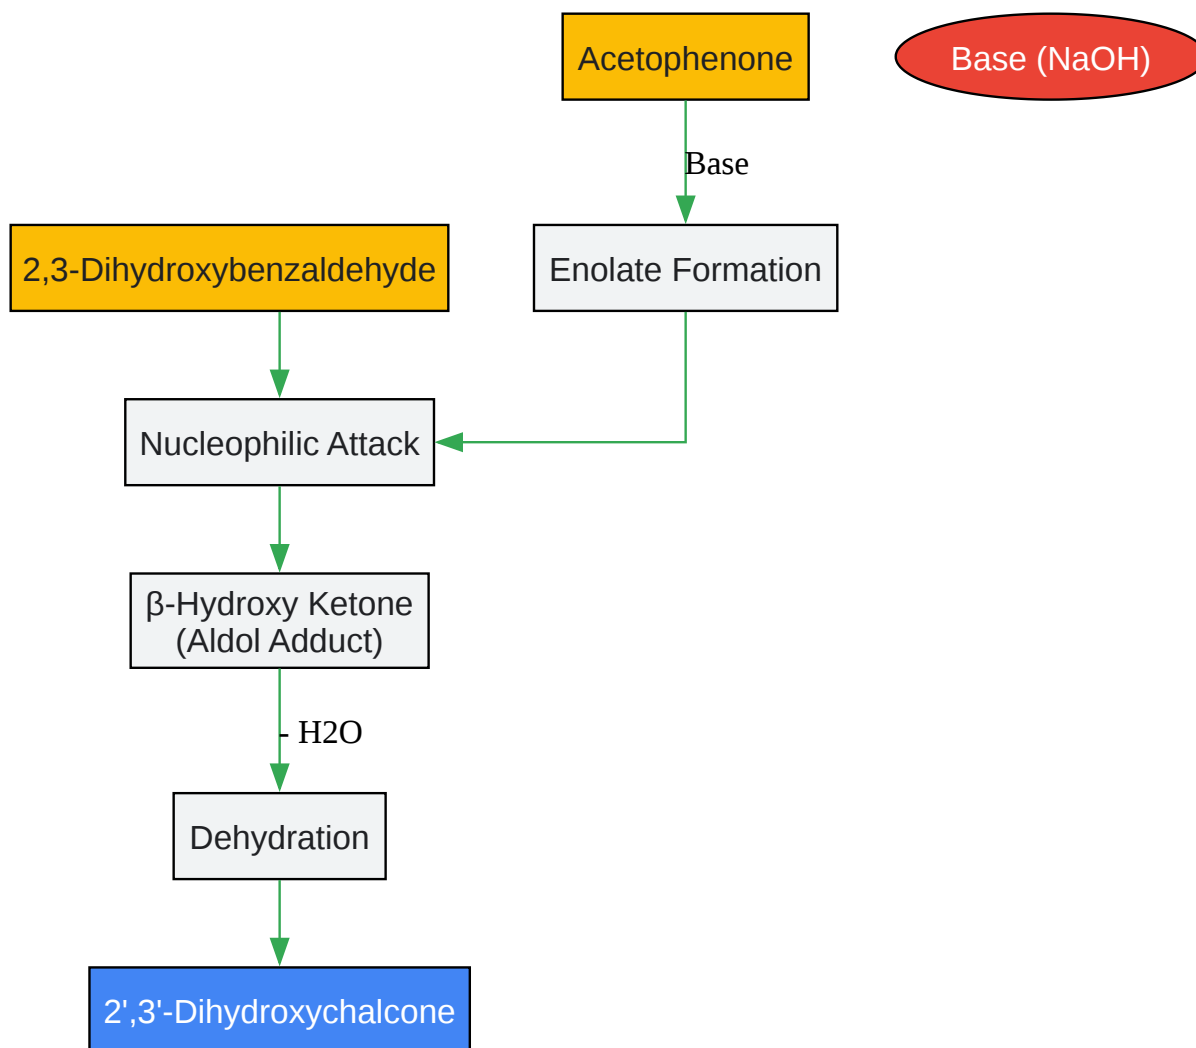 Acetophenone
Base (NaOH)
Base
2,3-Dihydroxybenzaldehyde
Enolate Formation
Nucleophilic Attack
β-Hydroxy Ketone
(Aldol Adduct)
- H2O
Dehydration
2',3'-Dihydroxychalcone